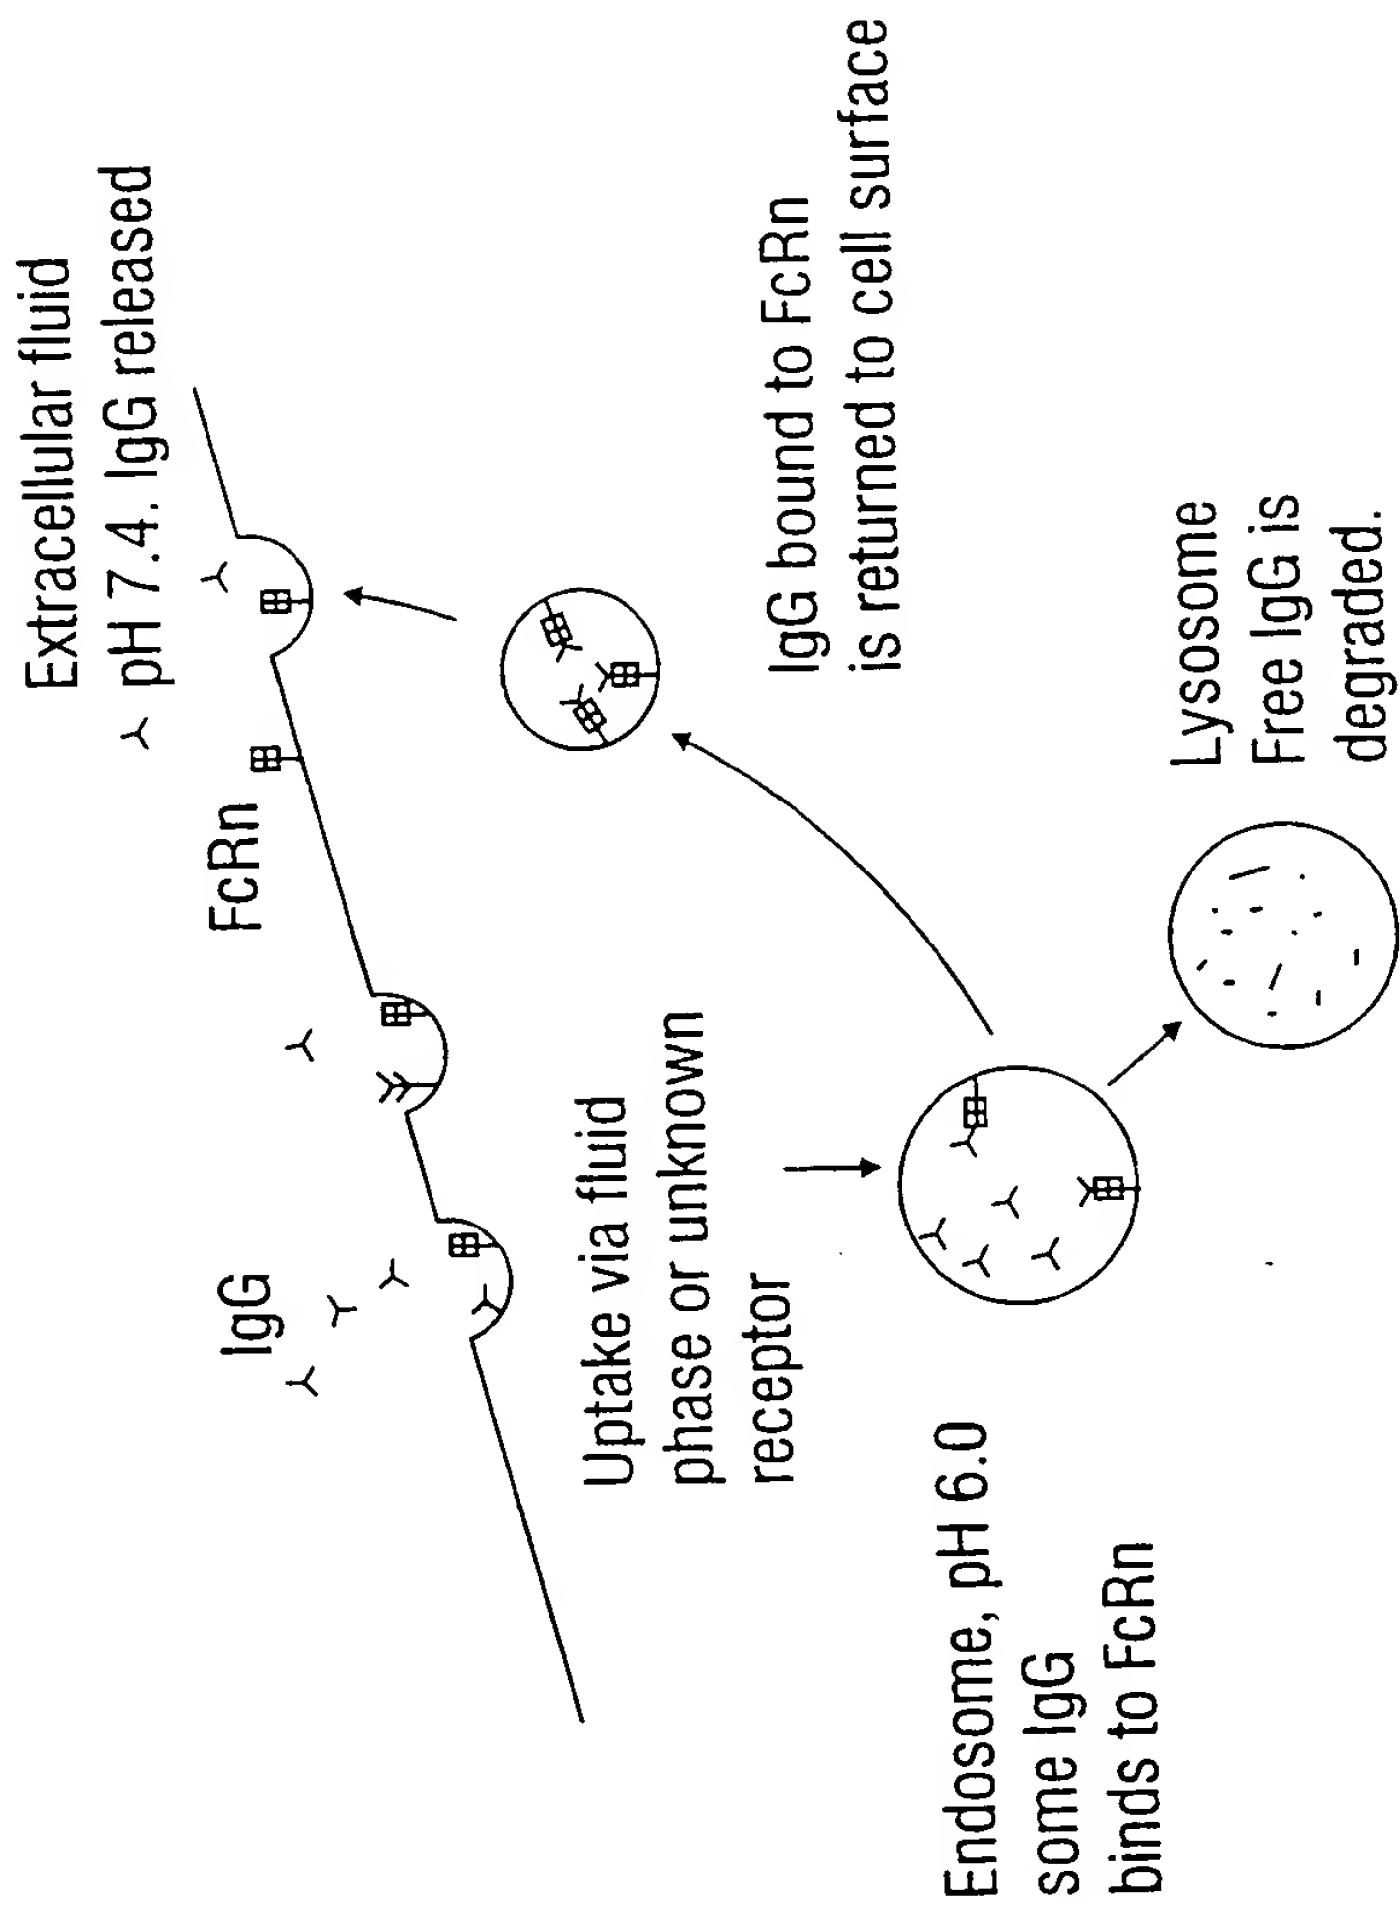 Extracellular fluid
pH 7.4. IgG released
FcRn
IgG
Uptake via fluid
phase or unknown
receptor
IgG bound to FcRn
is returned to cell surface
Endosome, pH 6.0
some IgG
binds to FcRn
Lysosome
Free IgG is
degraded.